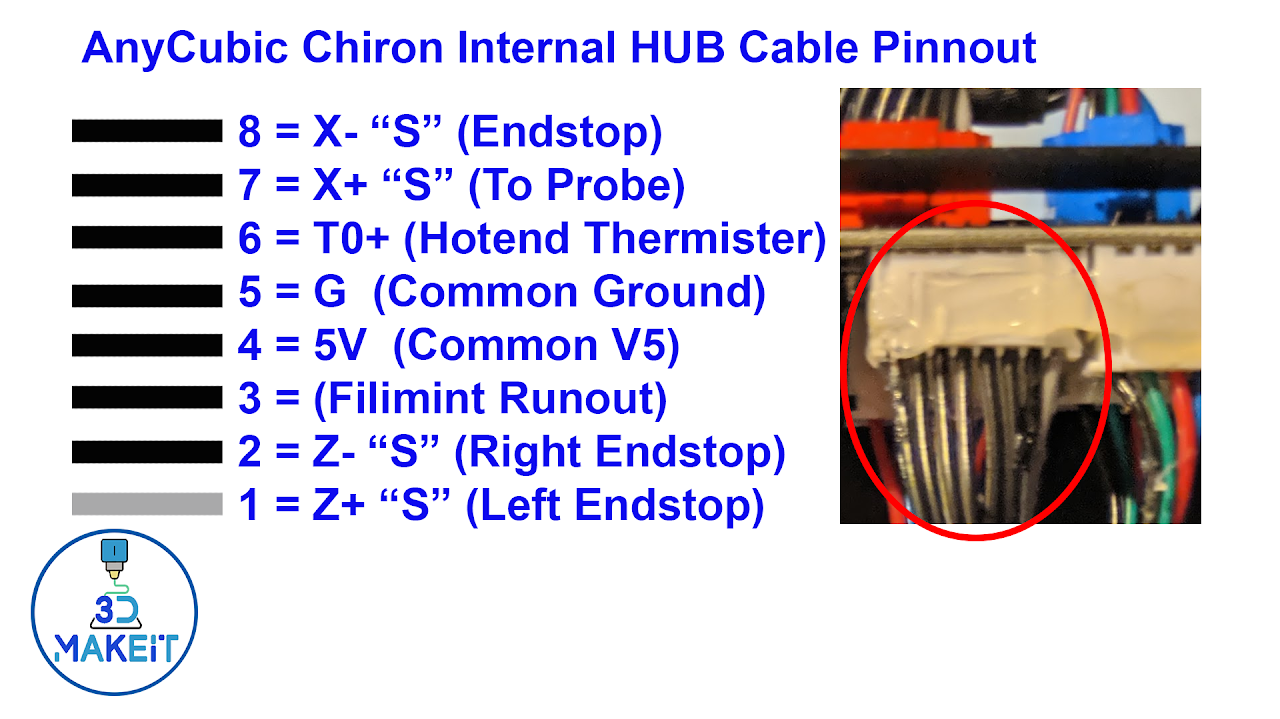 AnyCubic Chiron Internal HUB Cable Pinnout
8 = X- “S” (Endstop)
7 = X+ “S” (To Probe)
6 = T0+ (Hotend Thermister)
5 = G (Common Ground)
4 = 5V (Common V5)
3 = (Filimint Runout)
2 = Z- “S” (Right Endstop)
1 = Z+ “S” (Left Endstop)
3D
MAKEiT